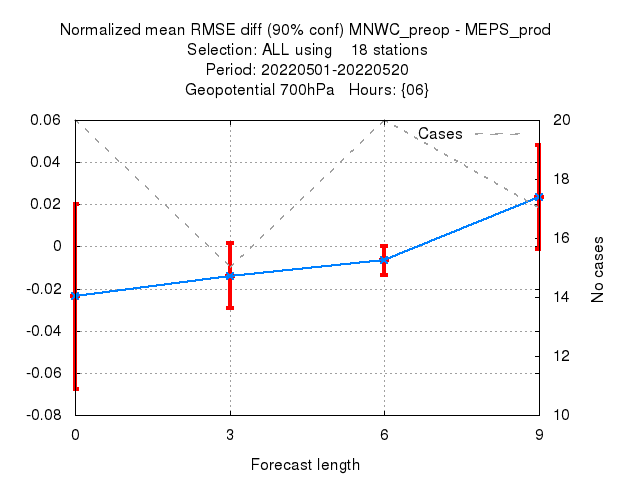 Normalized mean RMSE diff (90% conf) MNWC_preop - MEPS_prod
Selection: ALL using    18 stations
Period: 20220501-20220520
Geopotential 700hPa   Hours: {06}
Cases
0.06
0.04
0.02
0
-0.02
-0.04
-0.06
-0.08
20
18
16
14
12
10
No cases
0 3 6 9
Forecast length